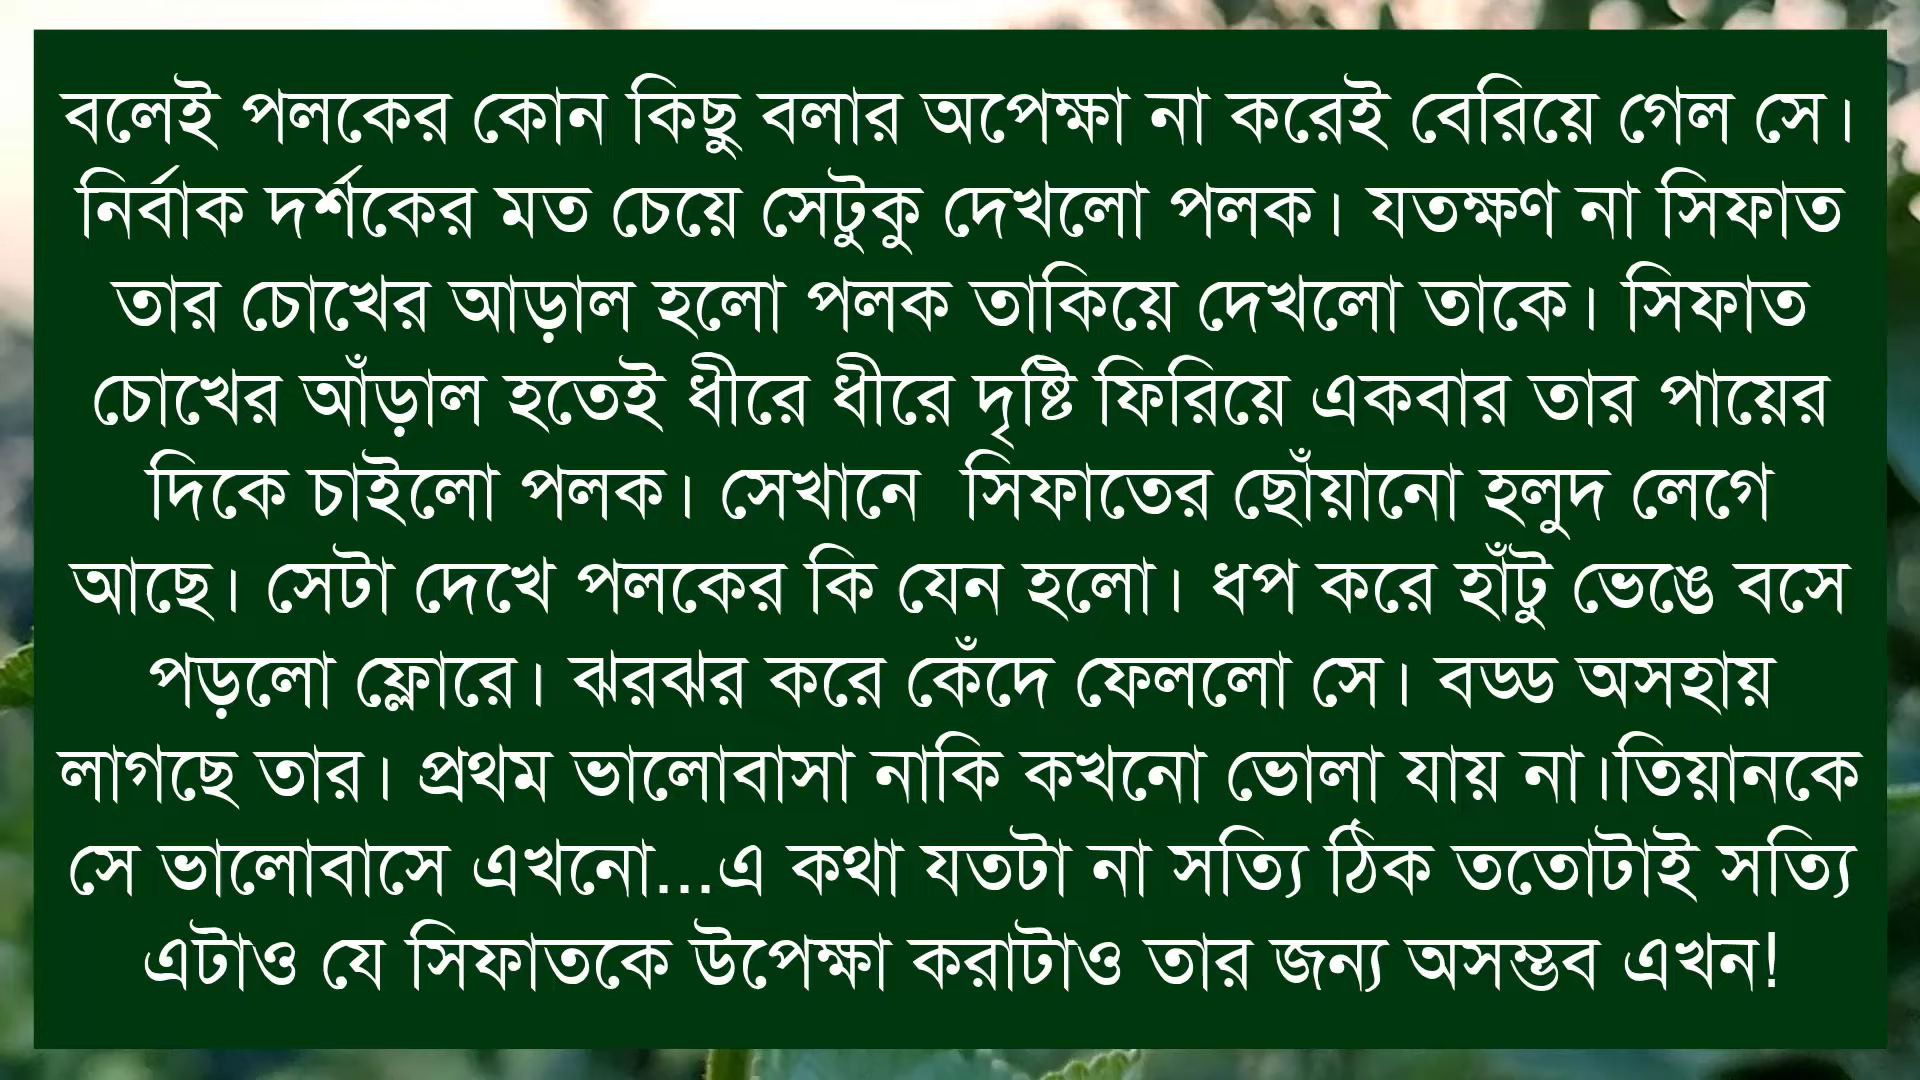 বলেই পলকের কোন কিছু বলার অপেক্ষা না করেই বেরিয়ে গেল সে।
নির্বাক দর্শকের মত চেয়ে সেটুকু দেখলো পলক। যতক্ষণ না সিফাত
তার চোখের আড়াল হলো পলক তাকিয়ে দেখলো তাকে। সিফাত
চোখের আঁড়াল হতেই ধীরে ধীরে দৃষ্টি ফিরিয়ে একবার তার পায়ের
দিকে চাইলো পলক। সেখানে  সিফাতের ছোঁয়ানো হলুদ লেগে
আছে। সেটা দেখে পলকের কি যেন হলো। ধপ করে হাঁটু ভেঙে বসে
পড়লো ফ্লোরে। ঝরঝর করে কেঁদে ফেললো সে। বড্ড অসহায়
লাগছে তার। প্রথম ভালোবাসা নাকি কখনো ভোলা যায় না।তিয়ানকে
সে ভালোবাসে এখনো...এ কথা যতটা না সত্যি ঠিক ততোটাই সত্যি
এটাও যে সিফাতকে উপেক্ষা করাটাও তার জন্য অসম্ভব এখন!